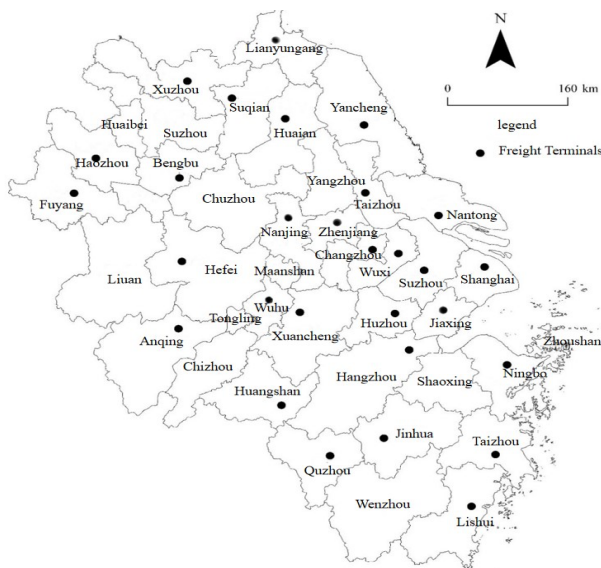 N
Lianyungang
0 160 km
Xuzhou
Suqian
Yancheng
legend
Huaibei
Suzhou
Huaian
Freight Terminals
Haozhou
Bengbu
Fuyang
Chuzhou
Yangzhou
Taizhou
Nantong
Nanjing
Zhenjiang
Changzhou
Liuan
Hefei
Maanshan
Wuxi
Suzhou
Shanghai
Wuhu
Tongling
Xuancheng
Huzhou
Jiaxing
Anqing
Zhoushan
Chizhou
Hangzhou
Shaoxing
Ningbo
Huangshan
Jinhua
Taizhou
Quzhou
Wenzhou
Lishui